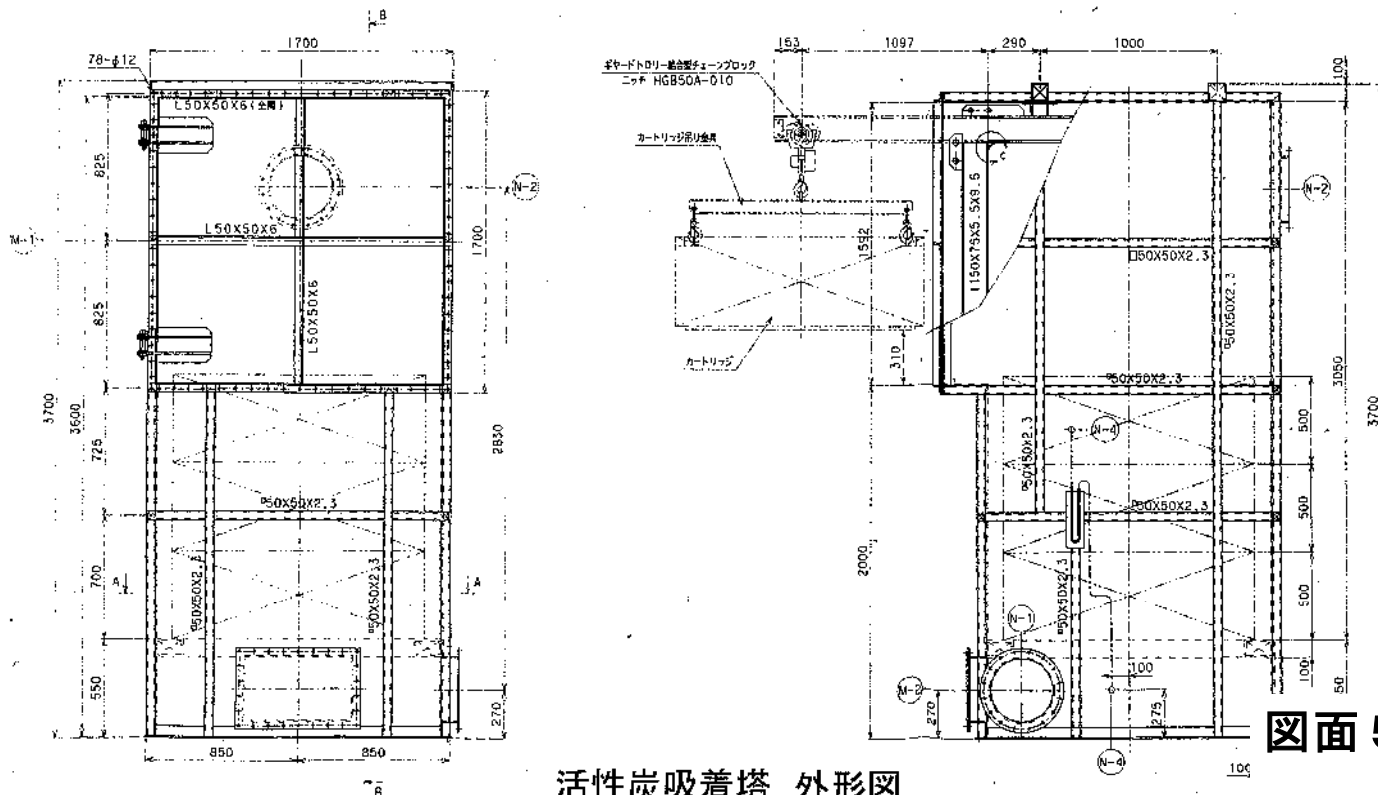 B
1700
78-φ12
L50X50X6(全周)
825
N-2
L50X50X6
M-1
1700
825
L50X50X6
3700
3600
725
2830
□50X50X2.3
700
A
A
□50X50X2.3
□50X50X2.3
550
270
850
850
B
153
1097
290
1000
100
ギヤードトロリー結合型チェーンブロック
ニッチ HGB50A-010
カートリッジ吊り金具
C
N-2
I150X75X5.5X9.5
1592
□50X50X2.3
□50X50X2.3
カートリッジ
310
□50X50X2.3
3050
3700
500
N-4
□50X50X2.3
□50X50X2.3
500
2000
□50X50X2.3
500
N-1
100
100
M-2
50
270
275
N-4
図面 5
活性炭吸着塔 外形図